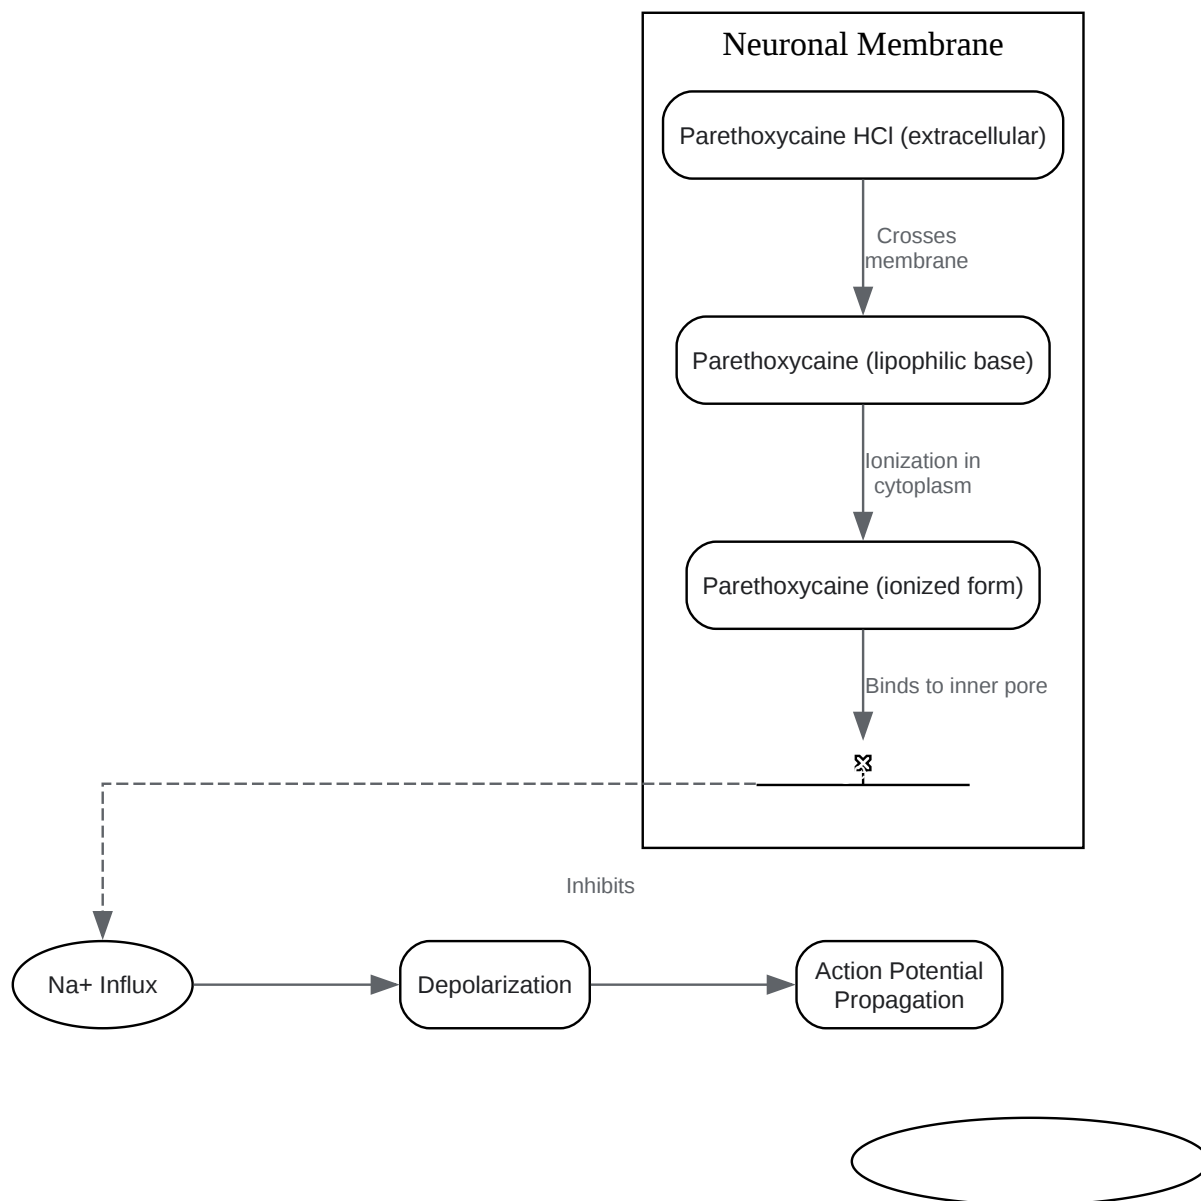 Neuronal Membrane
Parethoxycaine HCl (extracellular)
Crosses
membrane
Parethoxycaine (lipophilic base)
Ionization in
cytoplasm
Parethoxycaine (ionized form)
Binds to inner pore
Inhibits
Na+ Influx
Depolarization
Action Potential
Propagation